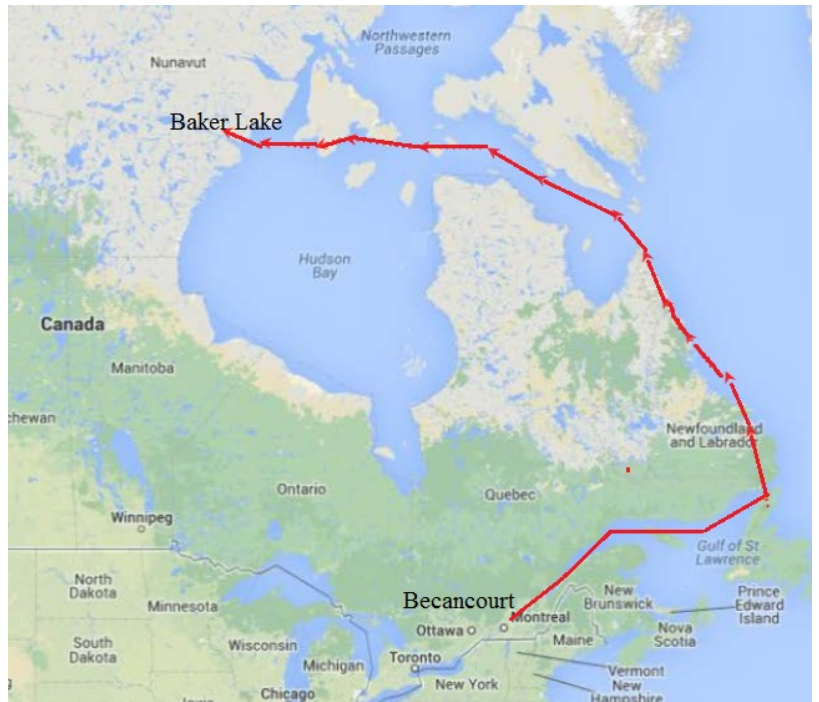 Northwestern
Passages
Nunavut
Baker Lake
Hudson
Bay
Canada
Manitoba
chewan
Newfoundland
and Labrador
Ontario
Quebec
Winnipeg
Gulf of St
Lawrence
North
Dakota
Minnesota
Becancourt
New
Brunswick
Prince
Edward
Island
Montreal
Ottawa
Maine
Nova
Scotia
South
Dakota
Wisconsin
Michigan
Toronto
Vermont
New
Hampshire
New York
Chicago